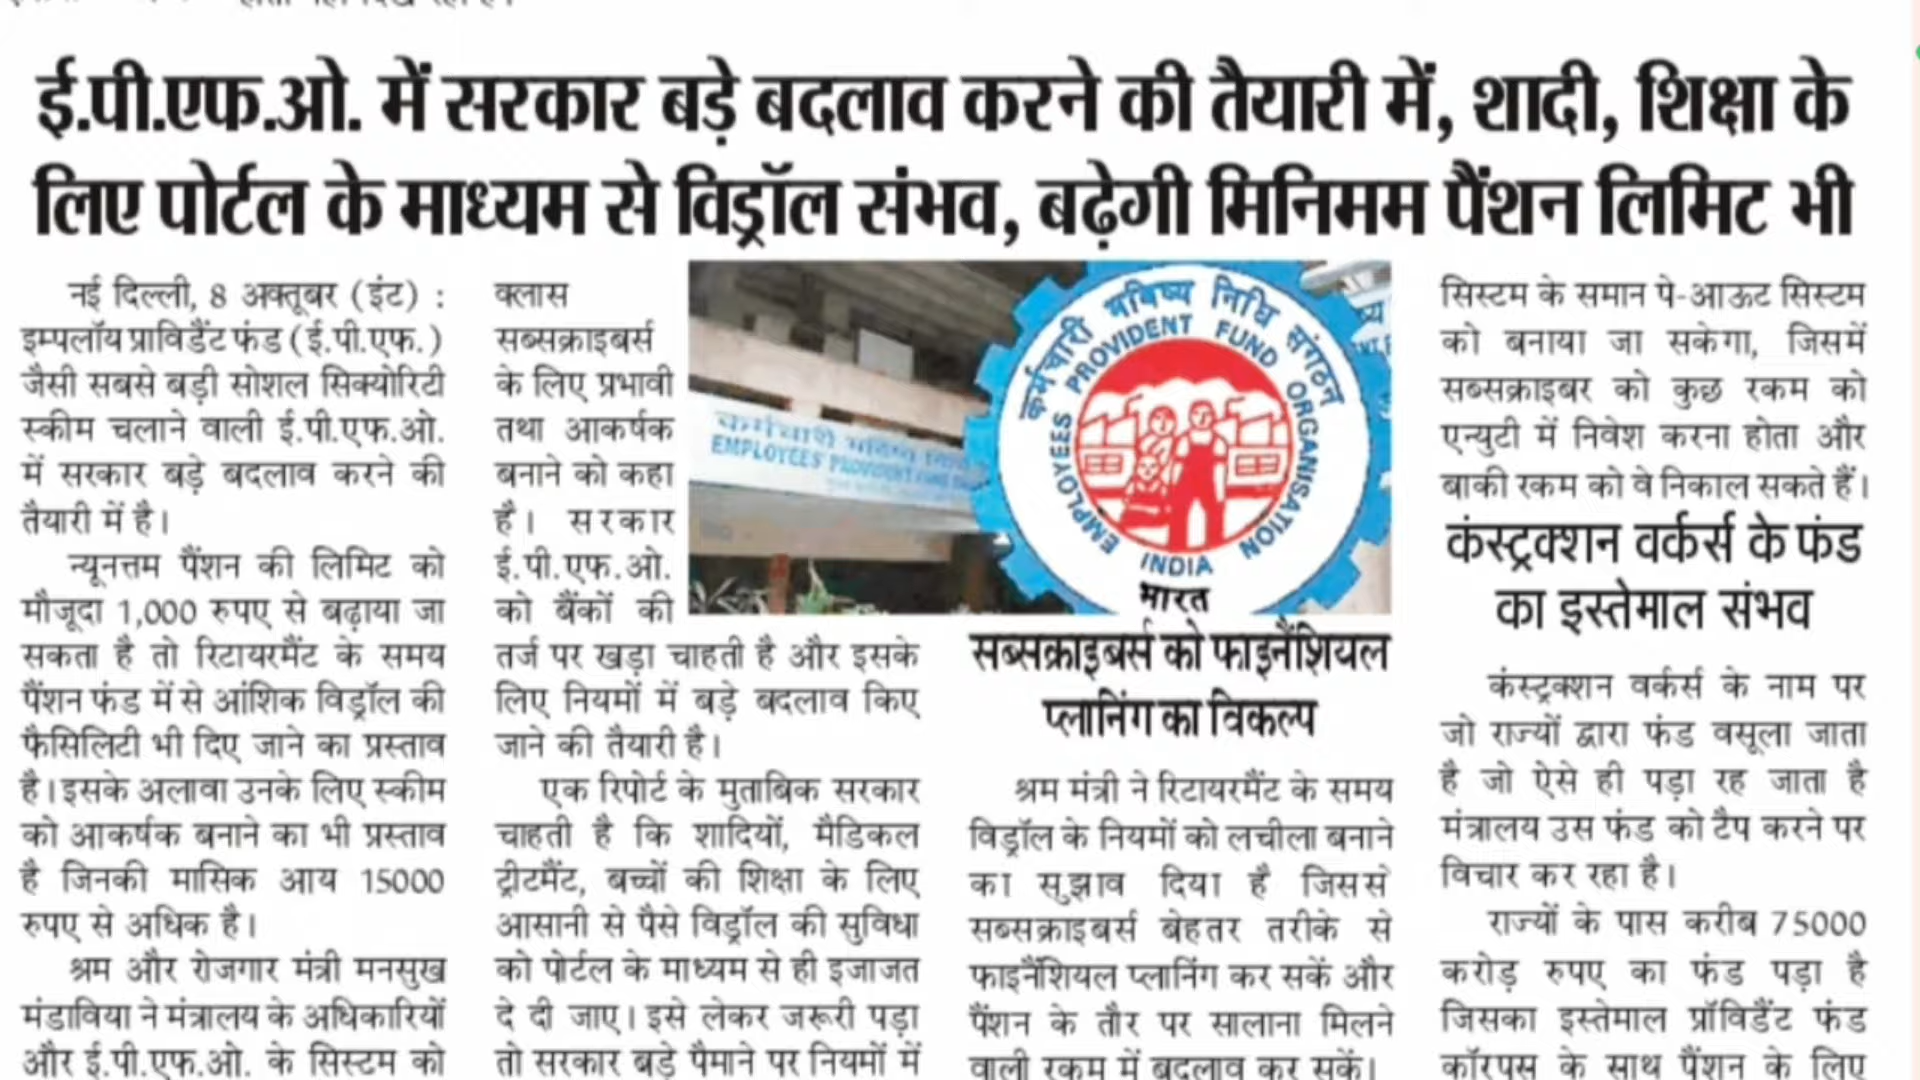 ई.पी.एफ.ओ. में सरकार बड़े बदलाव करने की तैयारी में, शादी, शिक्षा के
लिए पोर्टल के माध्यम से विड्रॉल संभव, बढ़ेगी मिनिमम पैंशन लिमिट भी
नई दिल्ली, 8 अक्तूबर (इंट) :
इम्पलॉय प्राविडैंट फंड (ई.पी.एफ.)
जैसी सबसे बड़ी सोशल सिक्योरिटी
स्कीम चलाने वाली ई.पी.एफ.ओ.
में सरकार बड़े बदलाव करने की
तैयारी में है।
न्यूनत्तम पैंशन की लिमिट को
मौजूदा 1,000 रुपए से बढ़ाया जा
सकता है तो रिटायरमैंट के समय
पैंशन फंड में से आंशिक विड्रॉल की
फैसिलिटी भी दिए जाने का प्रस्ताव
है। इसके अलावा उनके लिए स्कीम
को आकर्षक बनाने का भी प्रस्ताव
है जिनकी मासिक आय 15000
रुपए से अधिक है।
श्रम और रोजगार मंत्री मनसुख
मंडाविया ने मंत्रालय के अधिकारियों
और ई.पी.एफ.ओ. के सिस्टम को
क्लास
सब्सक्राइबर्स
के लिए प्रभावी
तथा आकर्षक
बनाने को कहा
है। सरकार
ई.पी.एफ.ओ.
को बैंकों की
तर्ज पर खड़ा चाहती है और इसके
लिए नियमों में बड़े बदलाव किए
जाने की तैयारी है।
एक रिपोर्ट के मुताबिक सरकार
चाहती है कि शादियों, मैडिकल
ट्रीटमैंट, बच्चों की शिक्षा के लिए
आसानी से पैसे विड्रॉल की सुविधा
को पोर्टल के माध्यम से ही इजाजत
दे दी जाए। इसे लेकर जरूरी पड़ा
तो सरकार बड़े पैमाने पर नियमों में
EMPLOYEES' PROVIDENT FUND
कर्मचारी भविष्य निधि संगठन
EMPLOYEES PROVIDENT FUND ORGANISATION
INDIA
भारत
सब्सक्राइबर्स को फाइनैंशियल
प्लानिंग का विकल्प
श्रम मंत्री ने रिटायरमैंट के समय
विड्रॉल के नियमों को लचीला बनाने
का सुझाव दिया है जिससे
सब्सक्राइबर्स बेहतर तरीके से
फाइनैंशियल प्लानिंग कर सकें और
पैंशन के तौर पर सालाना मिलने
वाली रकम में बदलाव कर सकें।
सिस्टम के समान पे-आऊट सिस्टम
को बनाया जा सकेगा, जिसमें
सब्सक्राइबर को कुछ रकम को
एन्युटी में निवेश करना होता और
बाकी रकम को वे निकाल सकते हैं।
कंस्ट्रक्शन वर्कर्स के फंड
का इस्तेमाल संभव
कंस्ट्रक्शन वर्कर्स के नाम पर
जो राज्यों द्वारा फंड वसूला जाता
है जो ऐसे ही पड़ा रह जाता है
मंत्रालय उस फंड को टैप करने पर
विचार कर रहा है।
राज्यों के पास करीब 75000
करोड़ रुपए का फंड पड़ा है
जिसका इस्तेमाल प्रॉविडैंट फंड
कॉरपस के साथ पैंशन के लिए